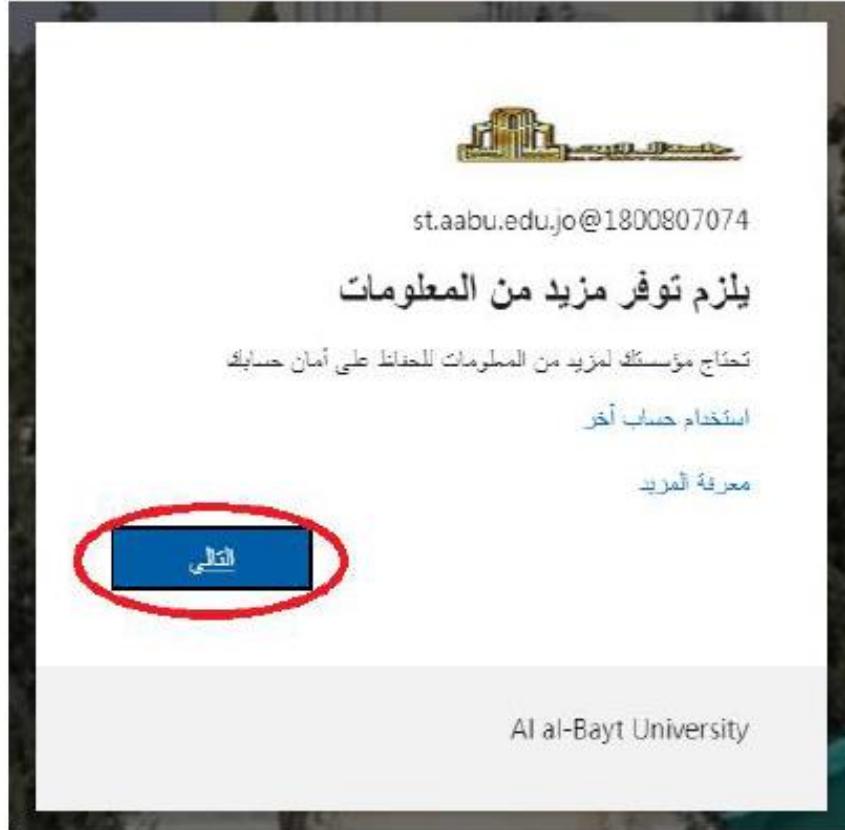 st.aabu.edu.jo@1800807074
يلزم توفر مزيد من المعلومات
تحتاج مؤسستك لمزيد من المعلومات للحفاظ على أمان حسابك
استخدام حساب أخر
معرفة المزيد
التالي
Al al-Bayt University